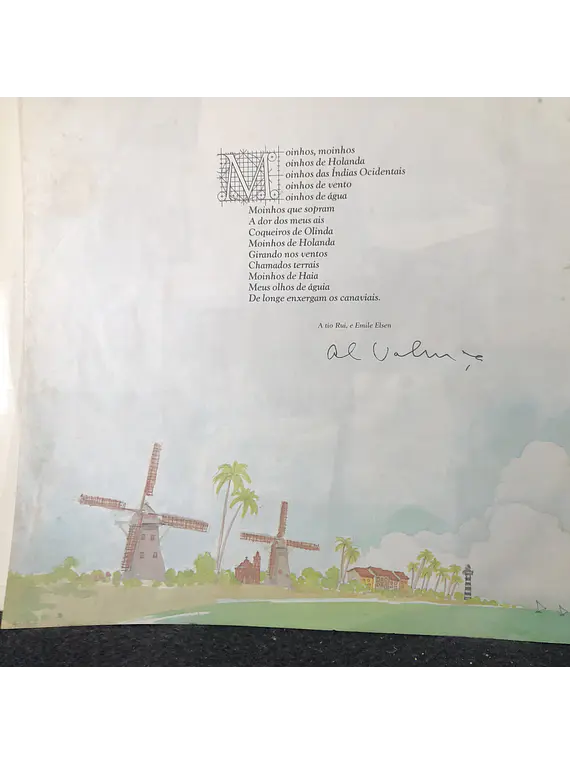 Moinhos, moinhos
Moinhos de Holanda
Moinhos das Índias Ocidentais
Moinhos de vento
Moinhos de água
Moinhos que sopram
A dor dos meus ais
Coqueiros de Olinda
Moinhos de Holanda
Girando nos ventos
Chamados terrais
Moinhos de Haia
Meus olhos de águia
De longe enxergam os canaviais.
A tio Rui, e Emile Elsen